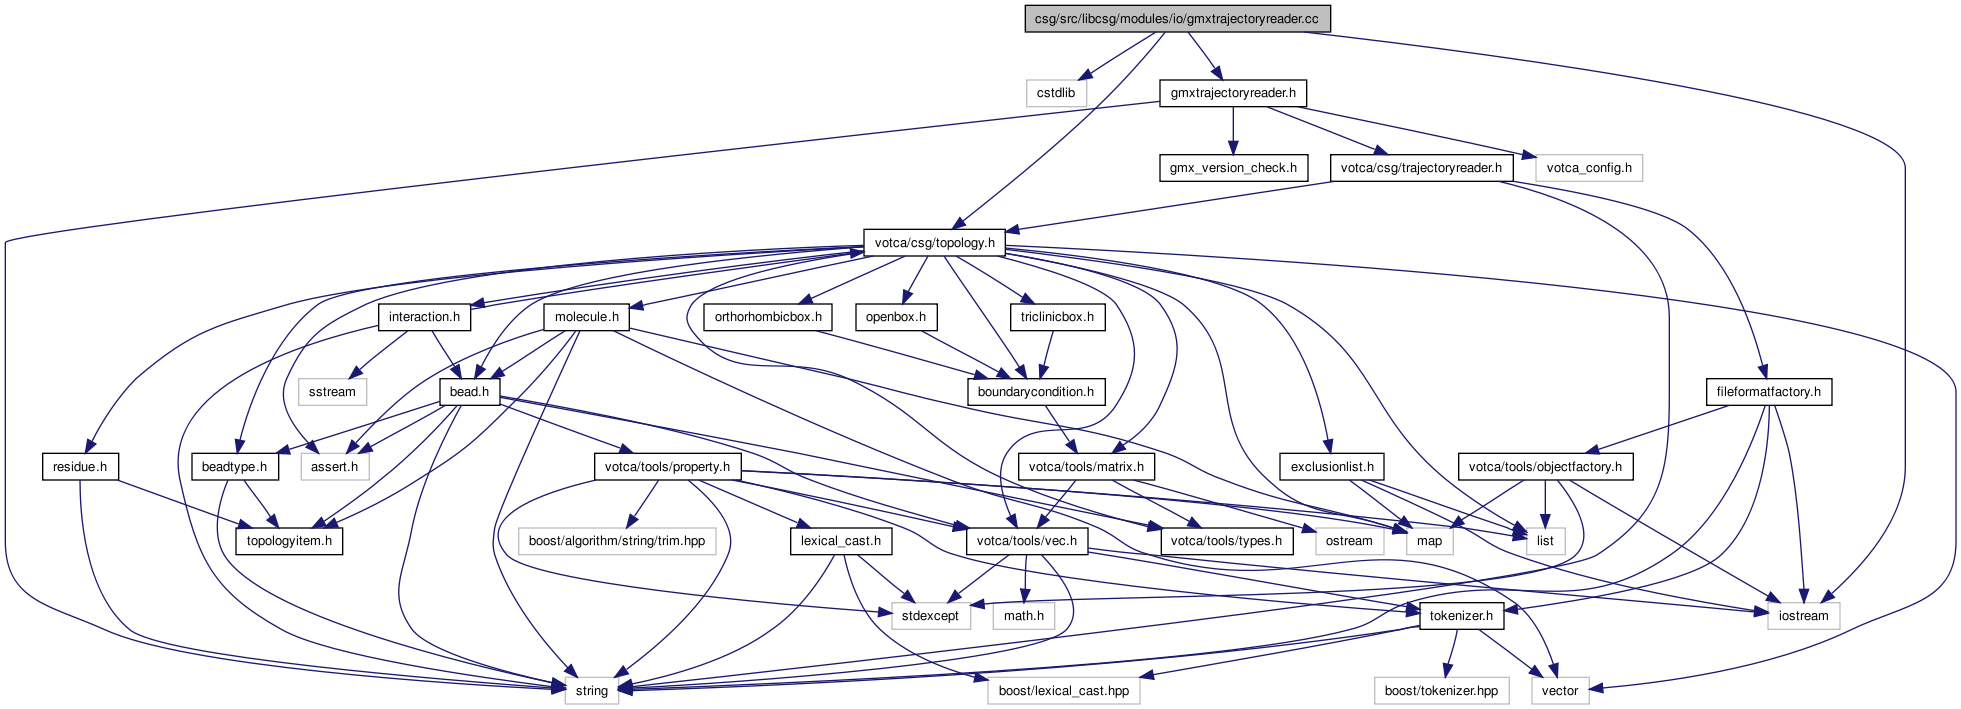 csg/src/libcsg/modules/io/gmxtrajectoryreader.cc
cstdlib
gmxtrajectoryreader.h
gmx_version_check.h
votca/csg/trajectoryreader.h
votca_config.h
votca/csg/topology.h
interaction.h
molecule.h
orthorhombicbox.h
openbox.h
triclinicbox.h
sstream
bead.h
boundarycondition.h
fileformatfactory.h
residue.h
beadtype.h
assert.h
votca/tools/property.h
votca/tools/matrix.h
exclusionlist.h
votca/tools/objectfactory.h
topologyitem.h
boost/algorithm/string/trim.hpp
lexical_cast.h
votca/tools/vec.h
votca/tools/types.h
ostream
map
list
stdexcept
math.h
tokenizer.h
iostream
string
boost/lexical_cast.hpp
boost/tokenizer.hpp
vector